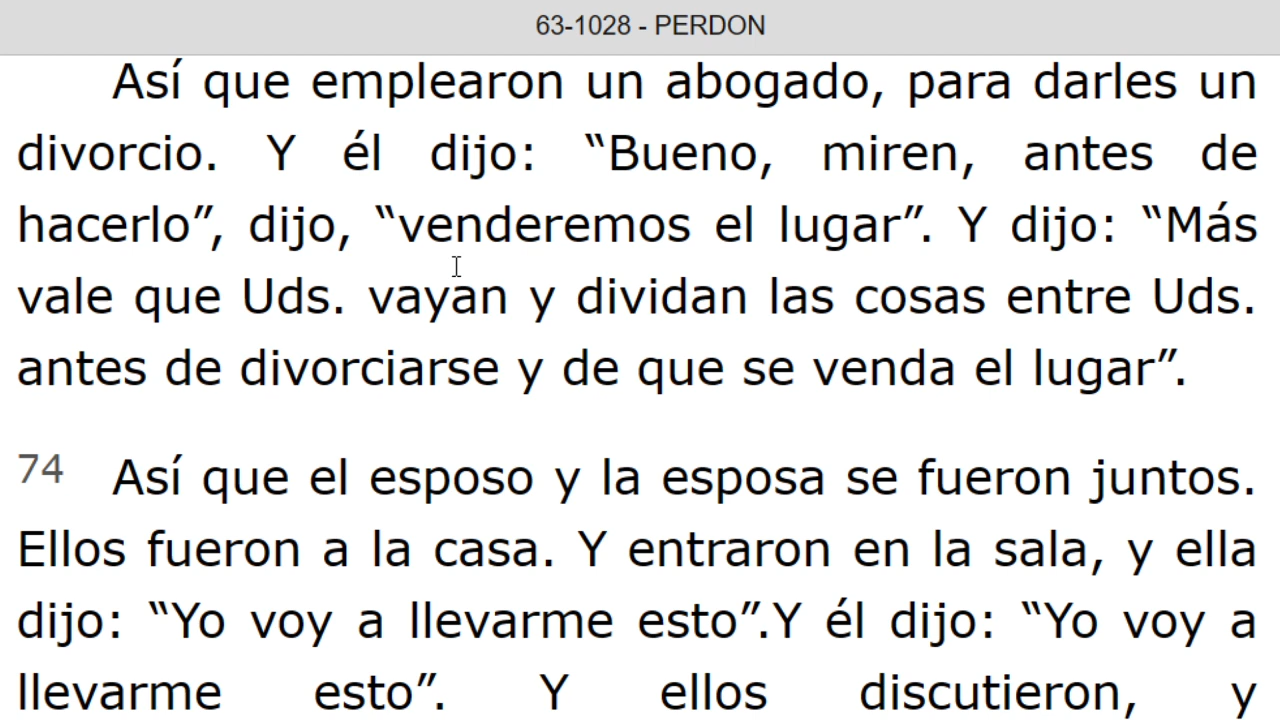 63-1028 - PERDON
Así que emplearon un abogado, para darles un
divorcio. Y él dijo: “Bueno, miren, antes de
hacerlo”, dijo, “venderemos el lugar”. Y dijo: “Más
vale que Uds. vayan y dividan las cosas entre Uds.
antes de divorciarse y de que se venda el lugar”.
74 Así que el esposo y la esposa se fueron juntos.
Ellos fueron a la casa. Y entraron en la sala, y ella
dijo: “Yo voy a llevarme esto”.Y él dijo: “Yo voy a
llevarme esto”. Y ellos discutieron, y